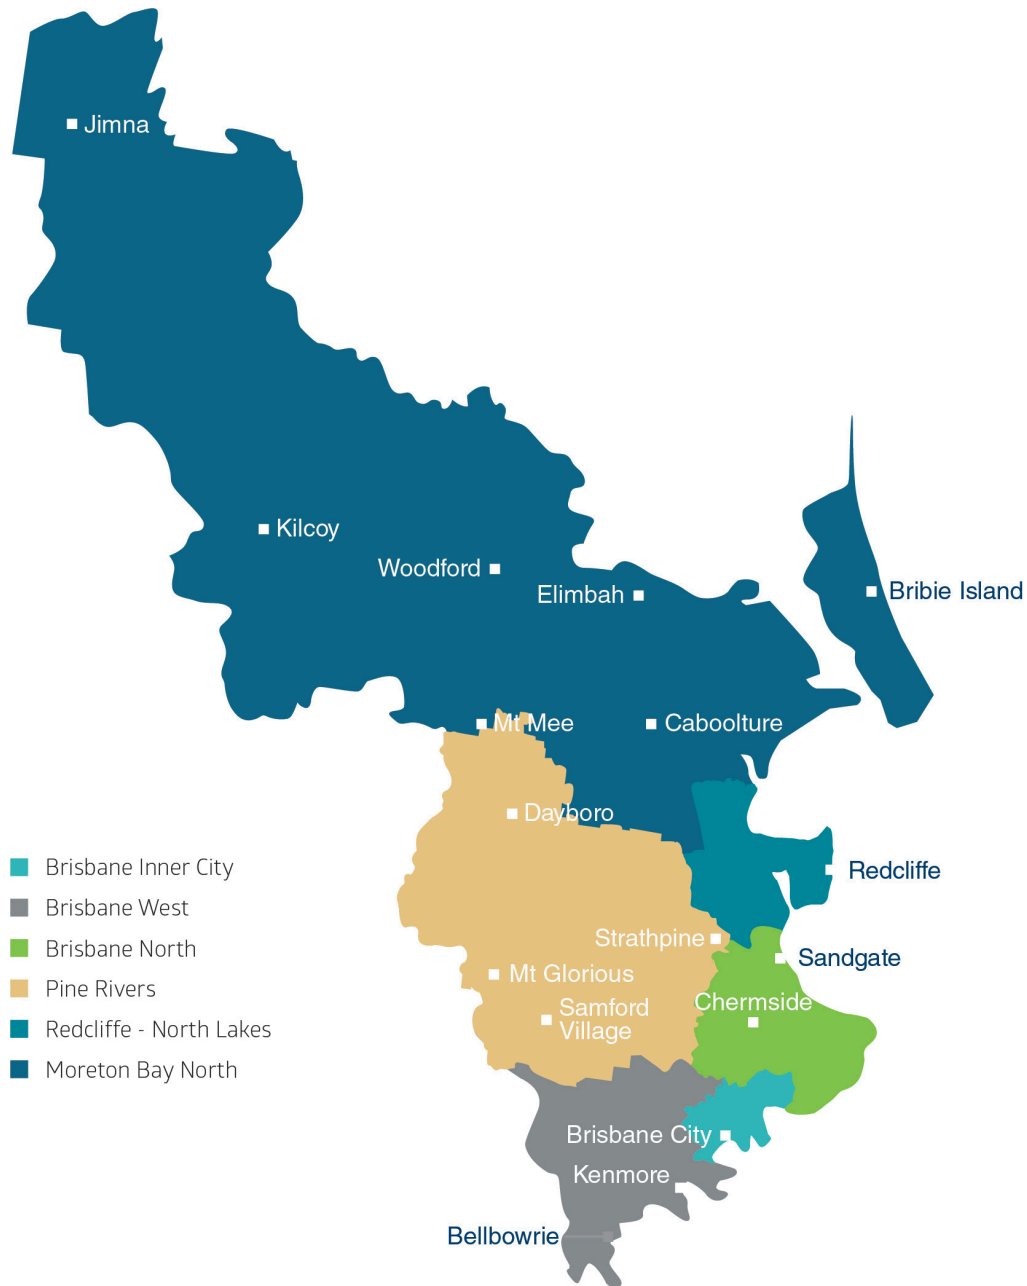 Jimna
Kilcoy
Woodford
Elimbah
Bribie Island
Mt Mee
Caboolture
Dayboro
Brisbane Inner City
Redcliffe
Brisbane West
Strathpine
Brisbane North
Sandgate
Mt Glorious
Pine Rivers
Chermside
Samford
Village
Redcliffe - North Lakes
Moreton Bay North
Brisbane City
Kenmore
Bellbowrie